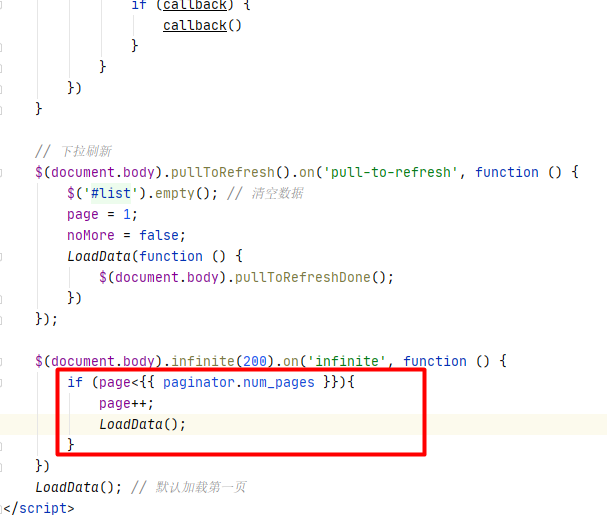 if (callback) {
callback()
}
}
})
}
// 下拉刷新
$(document.body).pullToRefresh().on('pull-to-refresh', function () {
$('#list').empty(); // 清空数据
page = 1;
noMore = false;
LoadData(function () {
$(document.body).pullToRefreshDone();
})
});
$(document.body).infinite(200).on('infinite', function () {
if (page<{{ paginator.num_pages }}){
page++;
LoadData();
}
})
LoadData(); // 默认加载第一页
</script>